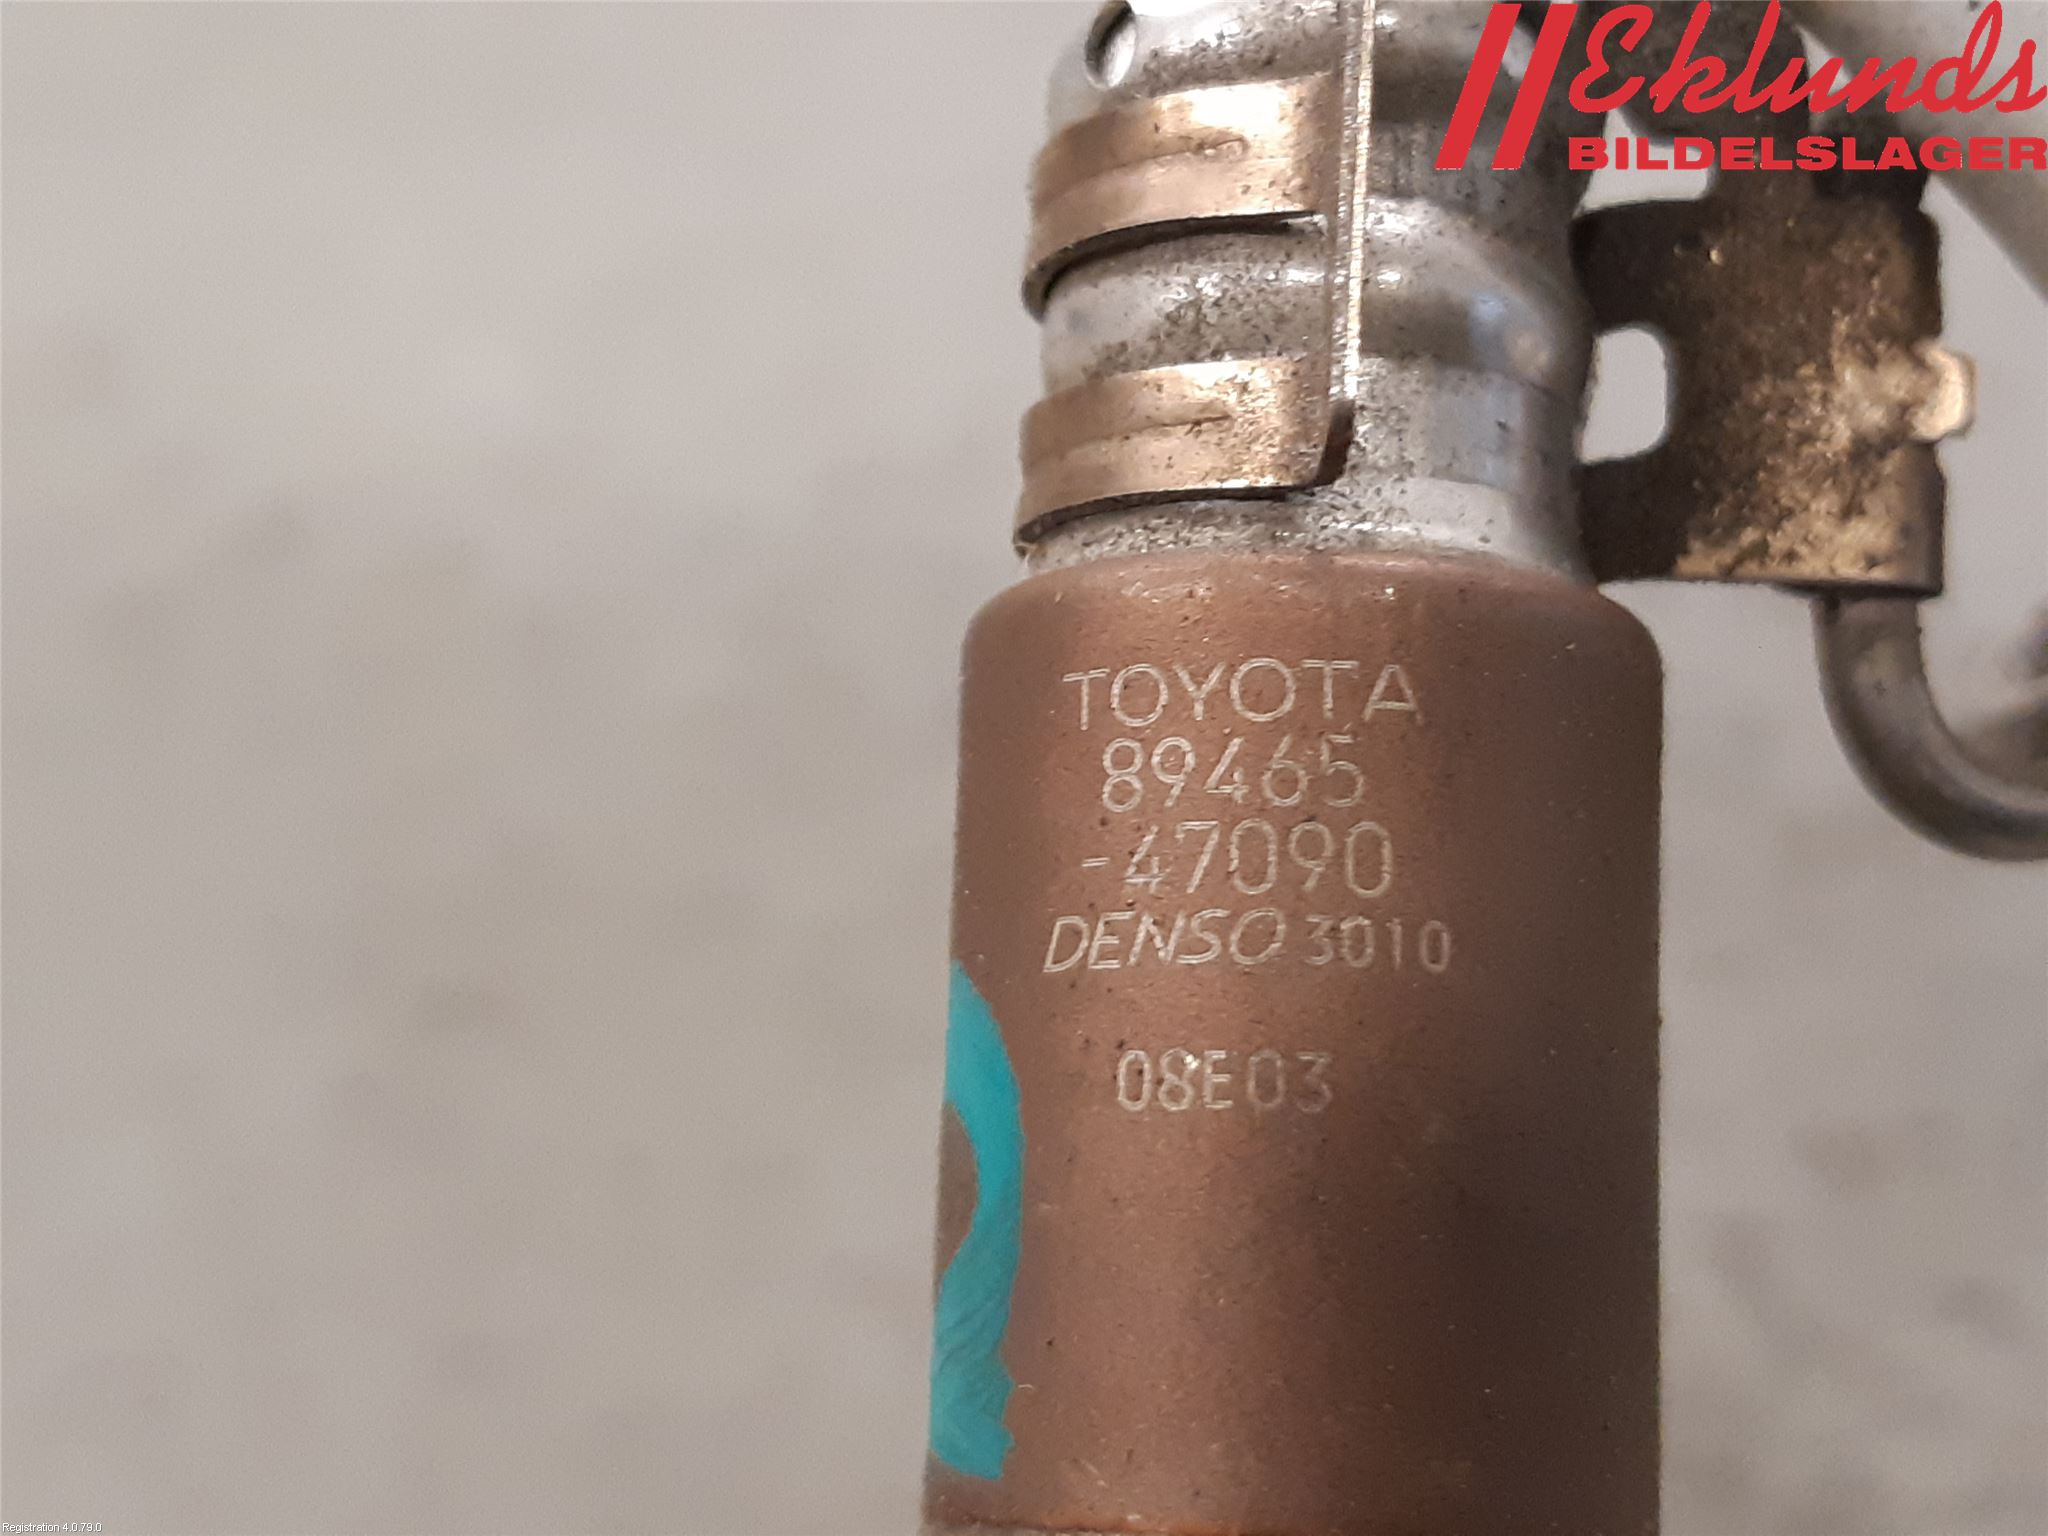 Eklunds
BILDELSLAGER
TOYOTA
89465
-47090
DENSO 3010
08E03
Registration 4.0.79.0